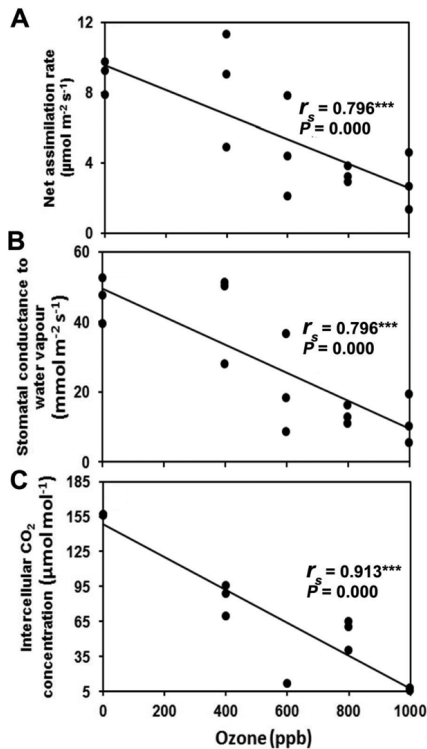 A
Net assimilation rate
(µmol m⁻² s⁻¹)
12
8
4
0
rₛ = 0.796***
P = 0.000
B
Stomatal conductance to
water vapour
(mmol m⁻² s⁻¹)
60
40
20
0
rₛ = 0.796***
P = 0.000
C
Intercellular CO₂
concentration (µmol mol⁻¹)
185
155
125
95
65
35
5
rₛ = 0.913***
P = 0.000
0 200 400 600 800 1000
Ozone (ppb)